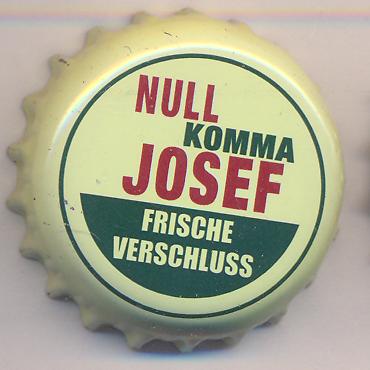 NULL
KOMMA
JOSEF
FRISCHE
VERSCHLUSS